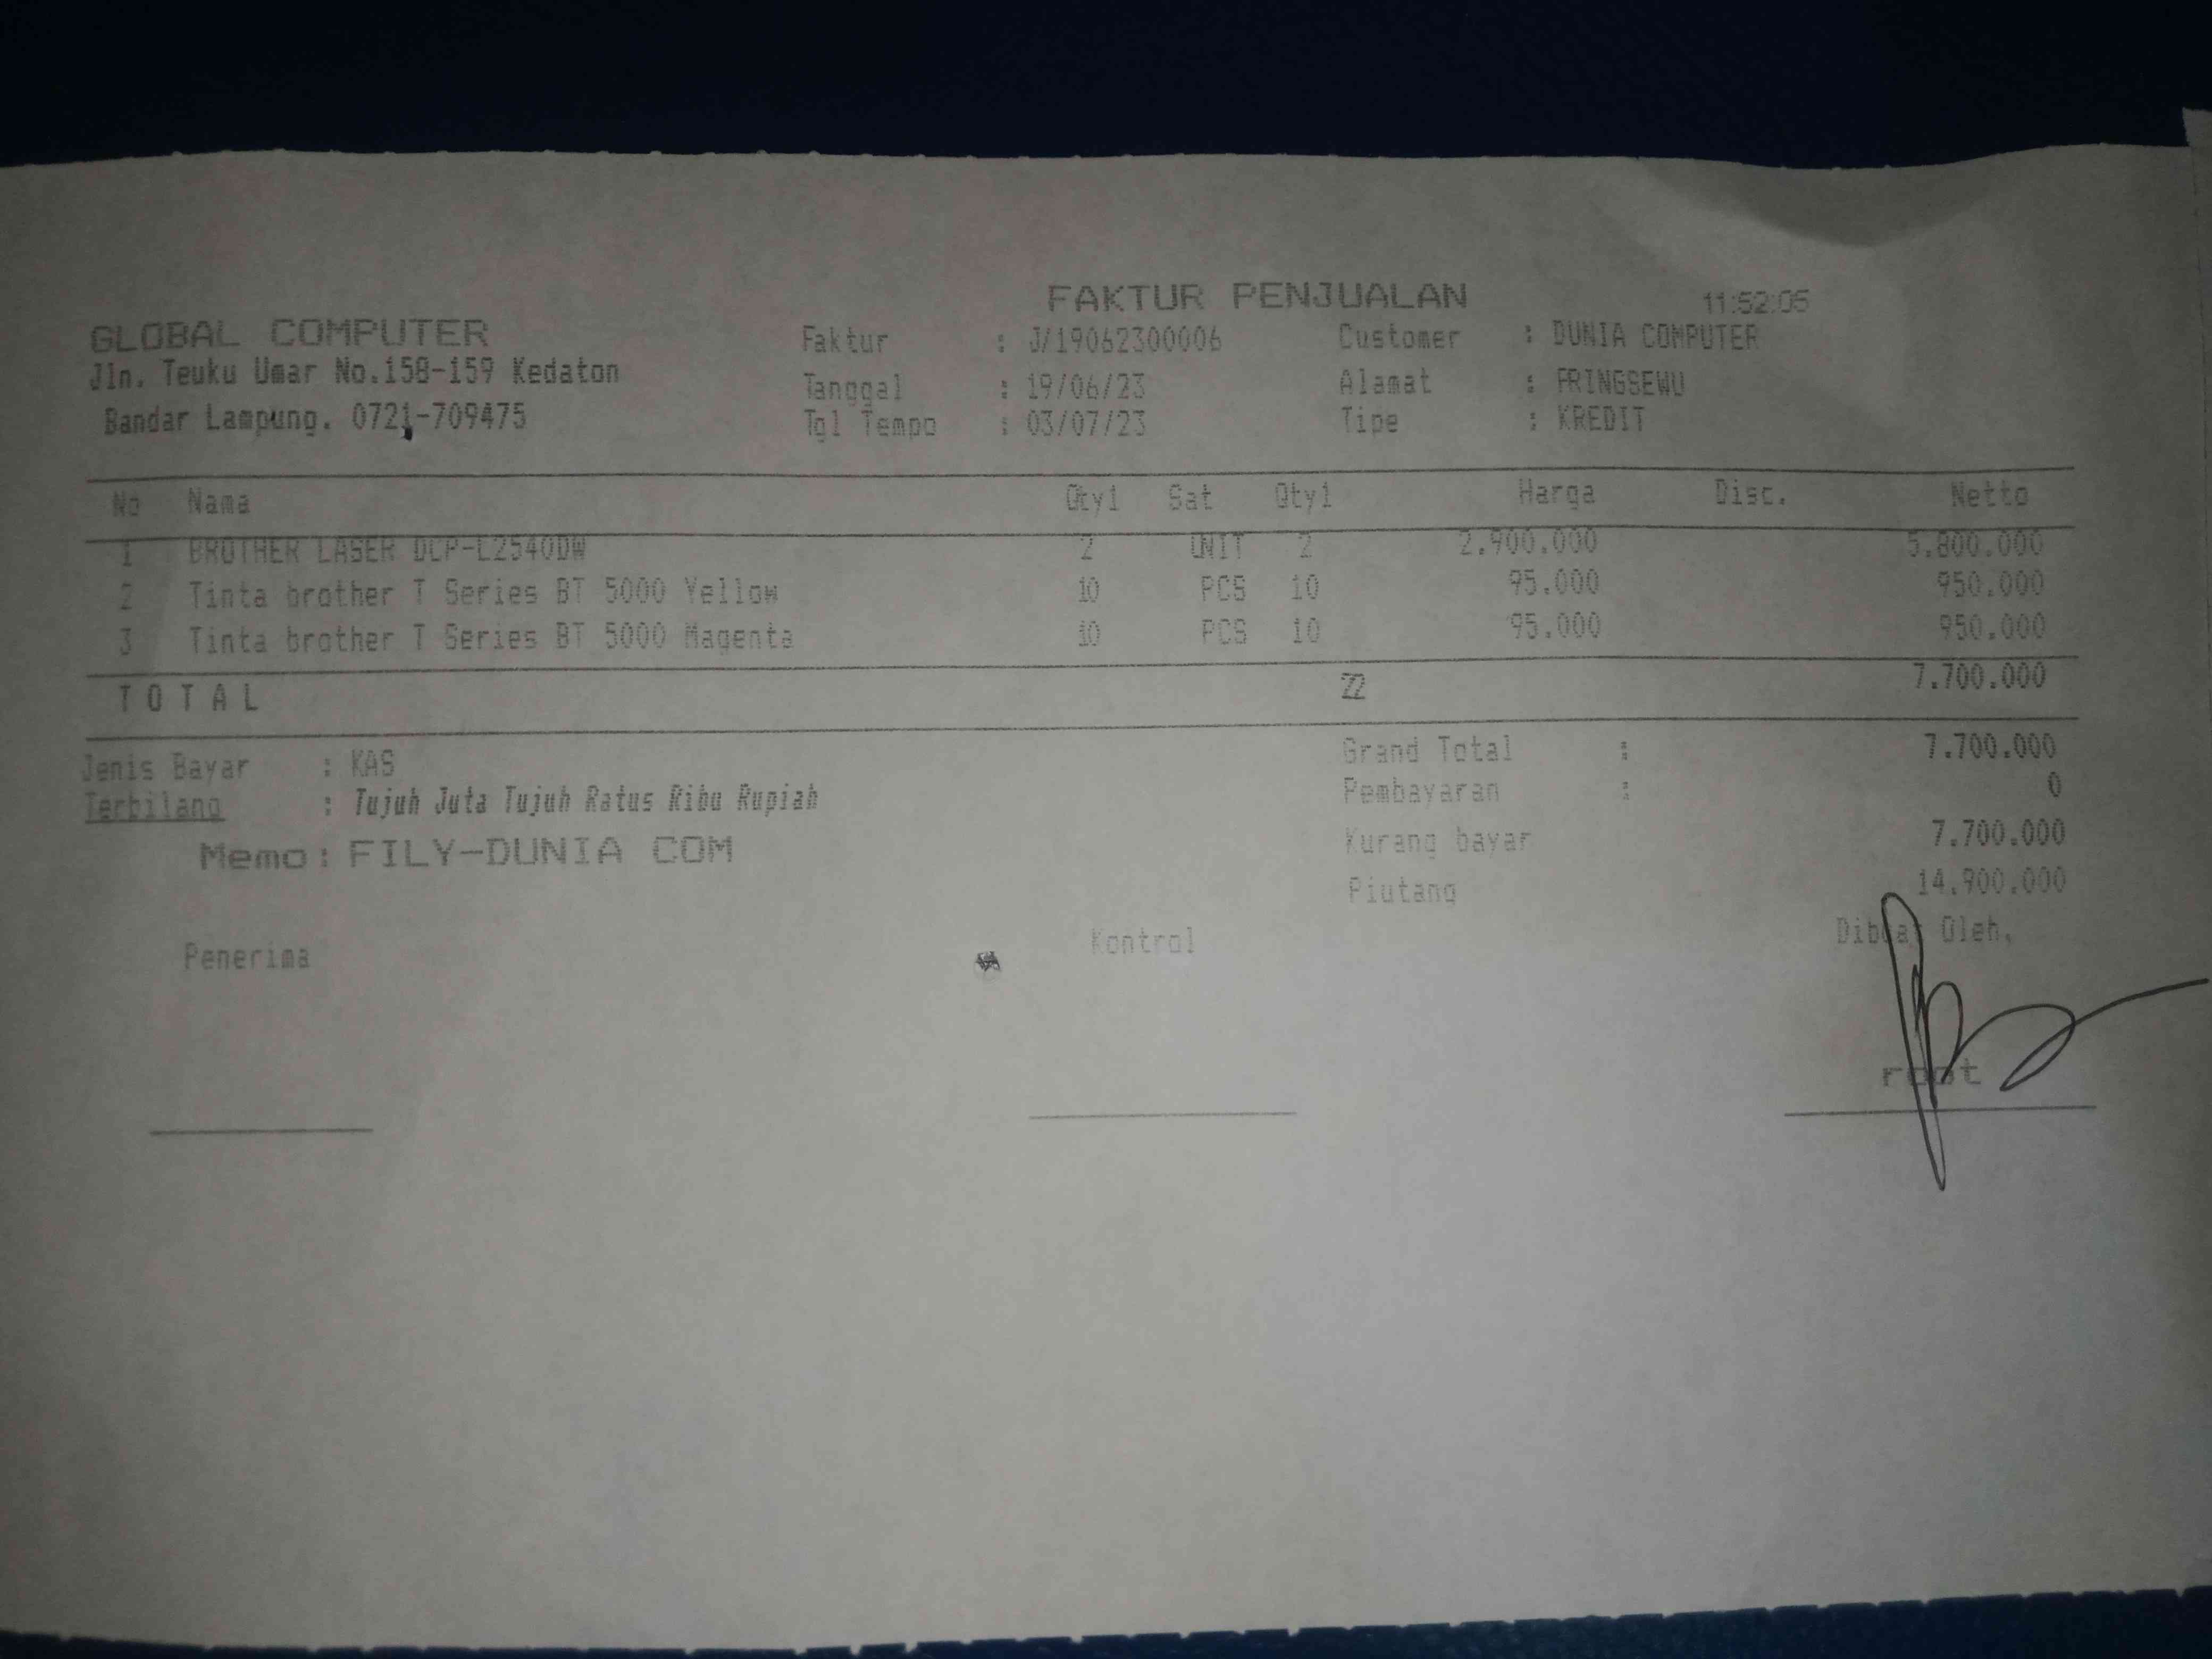 FAKTUR PENJUALAN 11:52:05
GLOBAL COMPUTER
Jln. Teuku Umar No.158-159 Kedaton
Bandar Lampung. 0721-709475
Faktur : J/19062300006 Customer : DUNIA COMPUTER
Tanggal : 19/06/23 Alamat : PRINGSEWU
Tgl Tempo : 03/07/23 Tipe : KREDIT
No Nama Qty1 Sat Qty1 Harga Disc. Netto
1 BROTHER LASER DCP-L2540DW 2 UNIT 2 2.900.000 5.800.000
2 Tinta brother T Series BT 5000 Yellow 10 PCS 10 95.000 950.000
3 Tinta brother T Series BT 5000 Magenta 10 PCS 10 95.000 950.000
TOTAL 22 7.700.000
Jenis Bayar : KAS Grand Total : 7.700.000
Terbilang : Tujuh Juta Tujuh Ratus Ribu Rupiah Pembayaran : 0
Memo : FILY-DUNIA COM Kurang bayar 7.700.000
Piutang 14.900.000
Penerima Kontrol Dibuat Oleh,
root